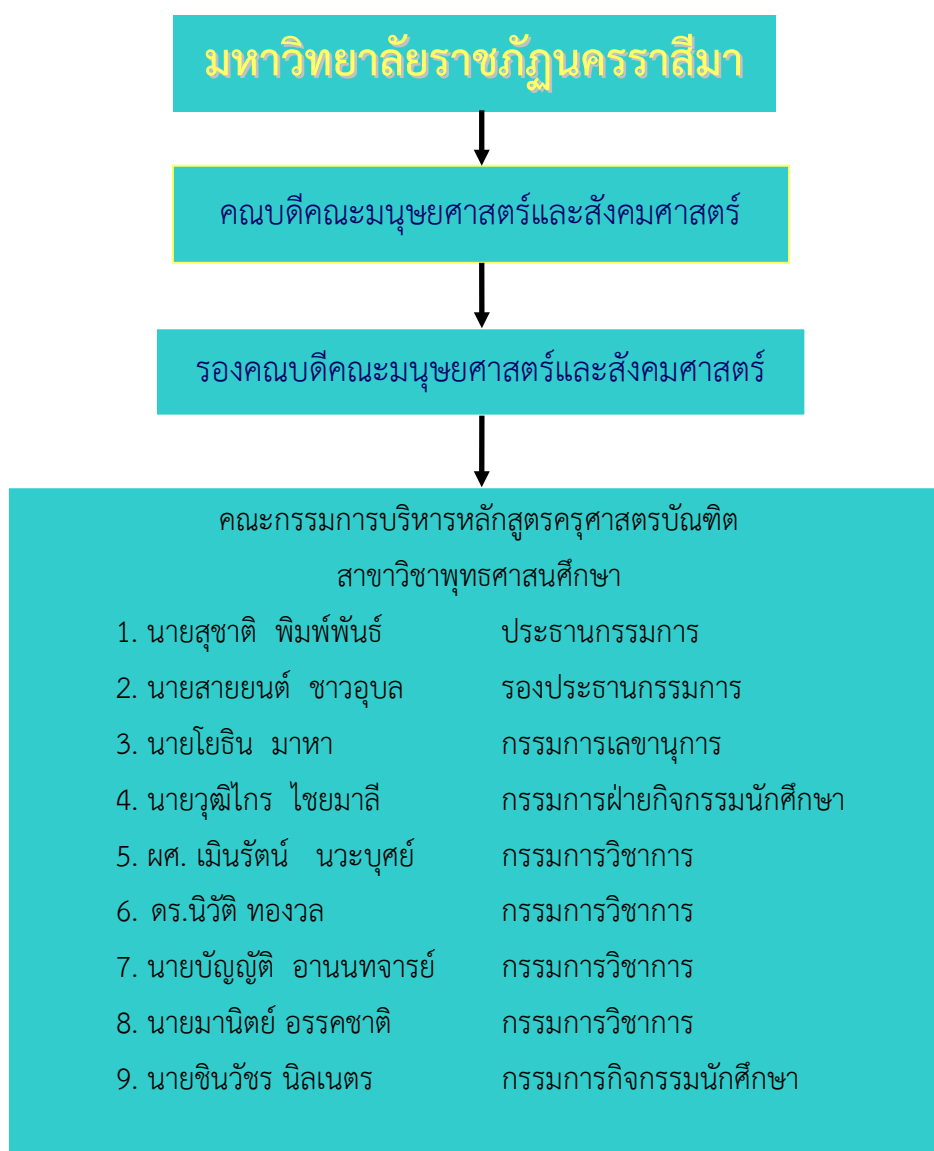 มหาวิทยาลัยราชภัฏนครราสีมา
คณบดีคณะมนุษยศาสตร์และสังคมศาสตร์
รองคณบดีคณะมนุษยศาสตร์และสังคมศาสตร์
คณะกรรมการบริหารหลักสูตรครุศาสตรบัณฑิต
สาขาวิชาพุทธศาสนศึกษา
1. นายสุชาติ พิมพ์พันธ์ ประธานกรรมการ
2. นายสายยนต์ ชาวอุบล รองประธานกรรมการ
3. นายโยธิน มาหา กรรมการเลขานุการ
4. นายวุฒิไกร ไชยมาลี กรรมการฝ่ายกิจกรรมนักศึกษา
5. ผศ. เมินรัตน์ นวะบุศย์ กรรมการวิชาการ
6. ดร.นิวัติ ทองวล กรรมการวิชาการ
7. นายบัญญัติ อานนทจารย์ กรรมการวิชาการ
8. นายมานิตย์ อรรคชาติ กรรมการวิชาการ
9. นายชินวัชร นิลเนตร กรรมการกิจกรรมนักศึกษา